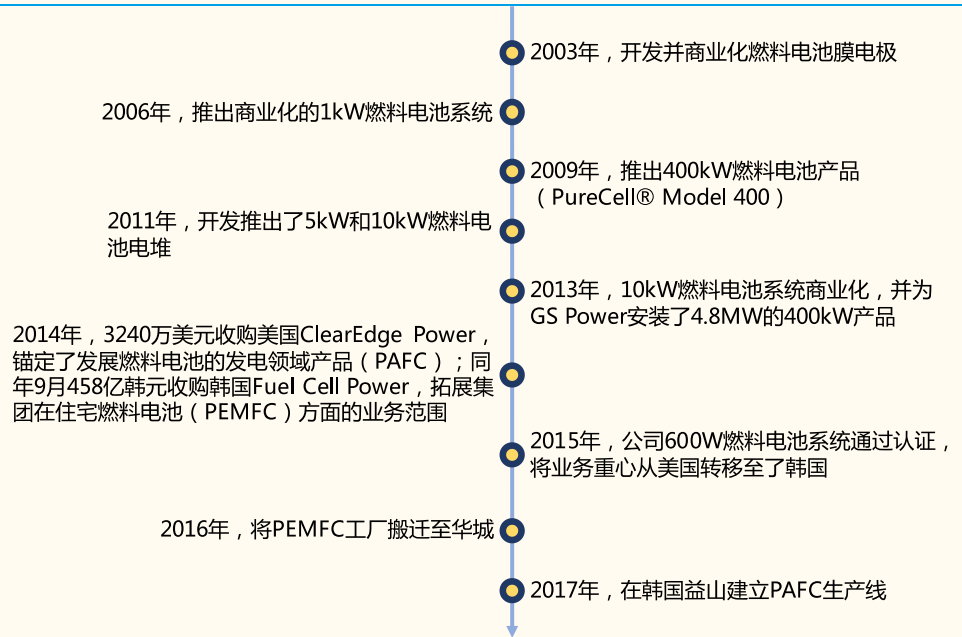 2003年，开发并商业化燃料电池膜电极
2006年，推出商业化的1kW燃料电池系统
2009年，推出400kW燃料电池产品
（PureCell® Model 400）
2011年，开发推出了5kW和10kW燃料电
池电堆
2013年，10kW燃料电池系统商业化，并为
GS Power安装了4.8MW的400kW产品
2014年，3240万美元收购美国ClearEdge Power，
锚定了发展燃料电池的发电领域产品（PAFC）；同
年9月458亿韩元收购韩国Fuel Cell Power，拓展集
团在住宅燃料电池（PEMFC）方面的业务范围
2015年，公司600W燃料电池系统通过认证，
将业务重心从美国转移至了韩国
2016年，将PEMFC工厂搬迁至华城
2017年，在韩国益山建立PAFC生产线